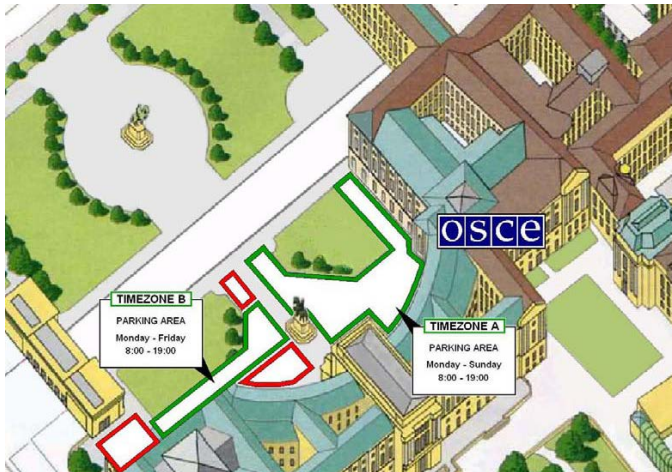 osce
TIMEZONE B
PARKING AREA
Monday - Friday
8:00 - 19:00
TIMEZONE A
PARKING AREA
Monday - Sunday
8:00 - 19:00